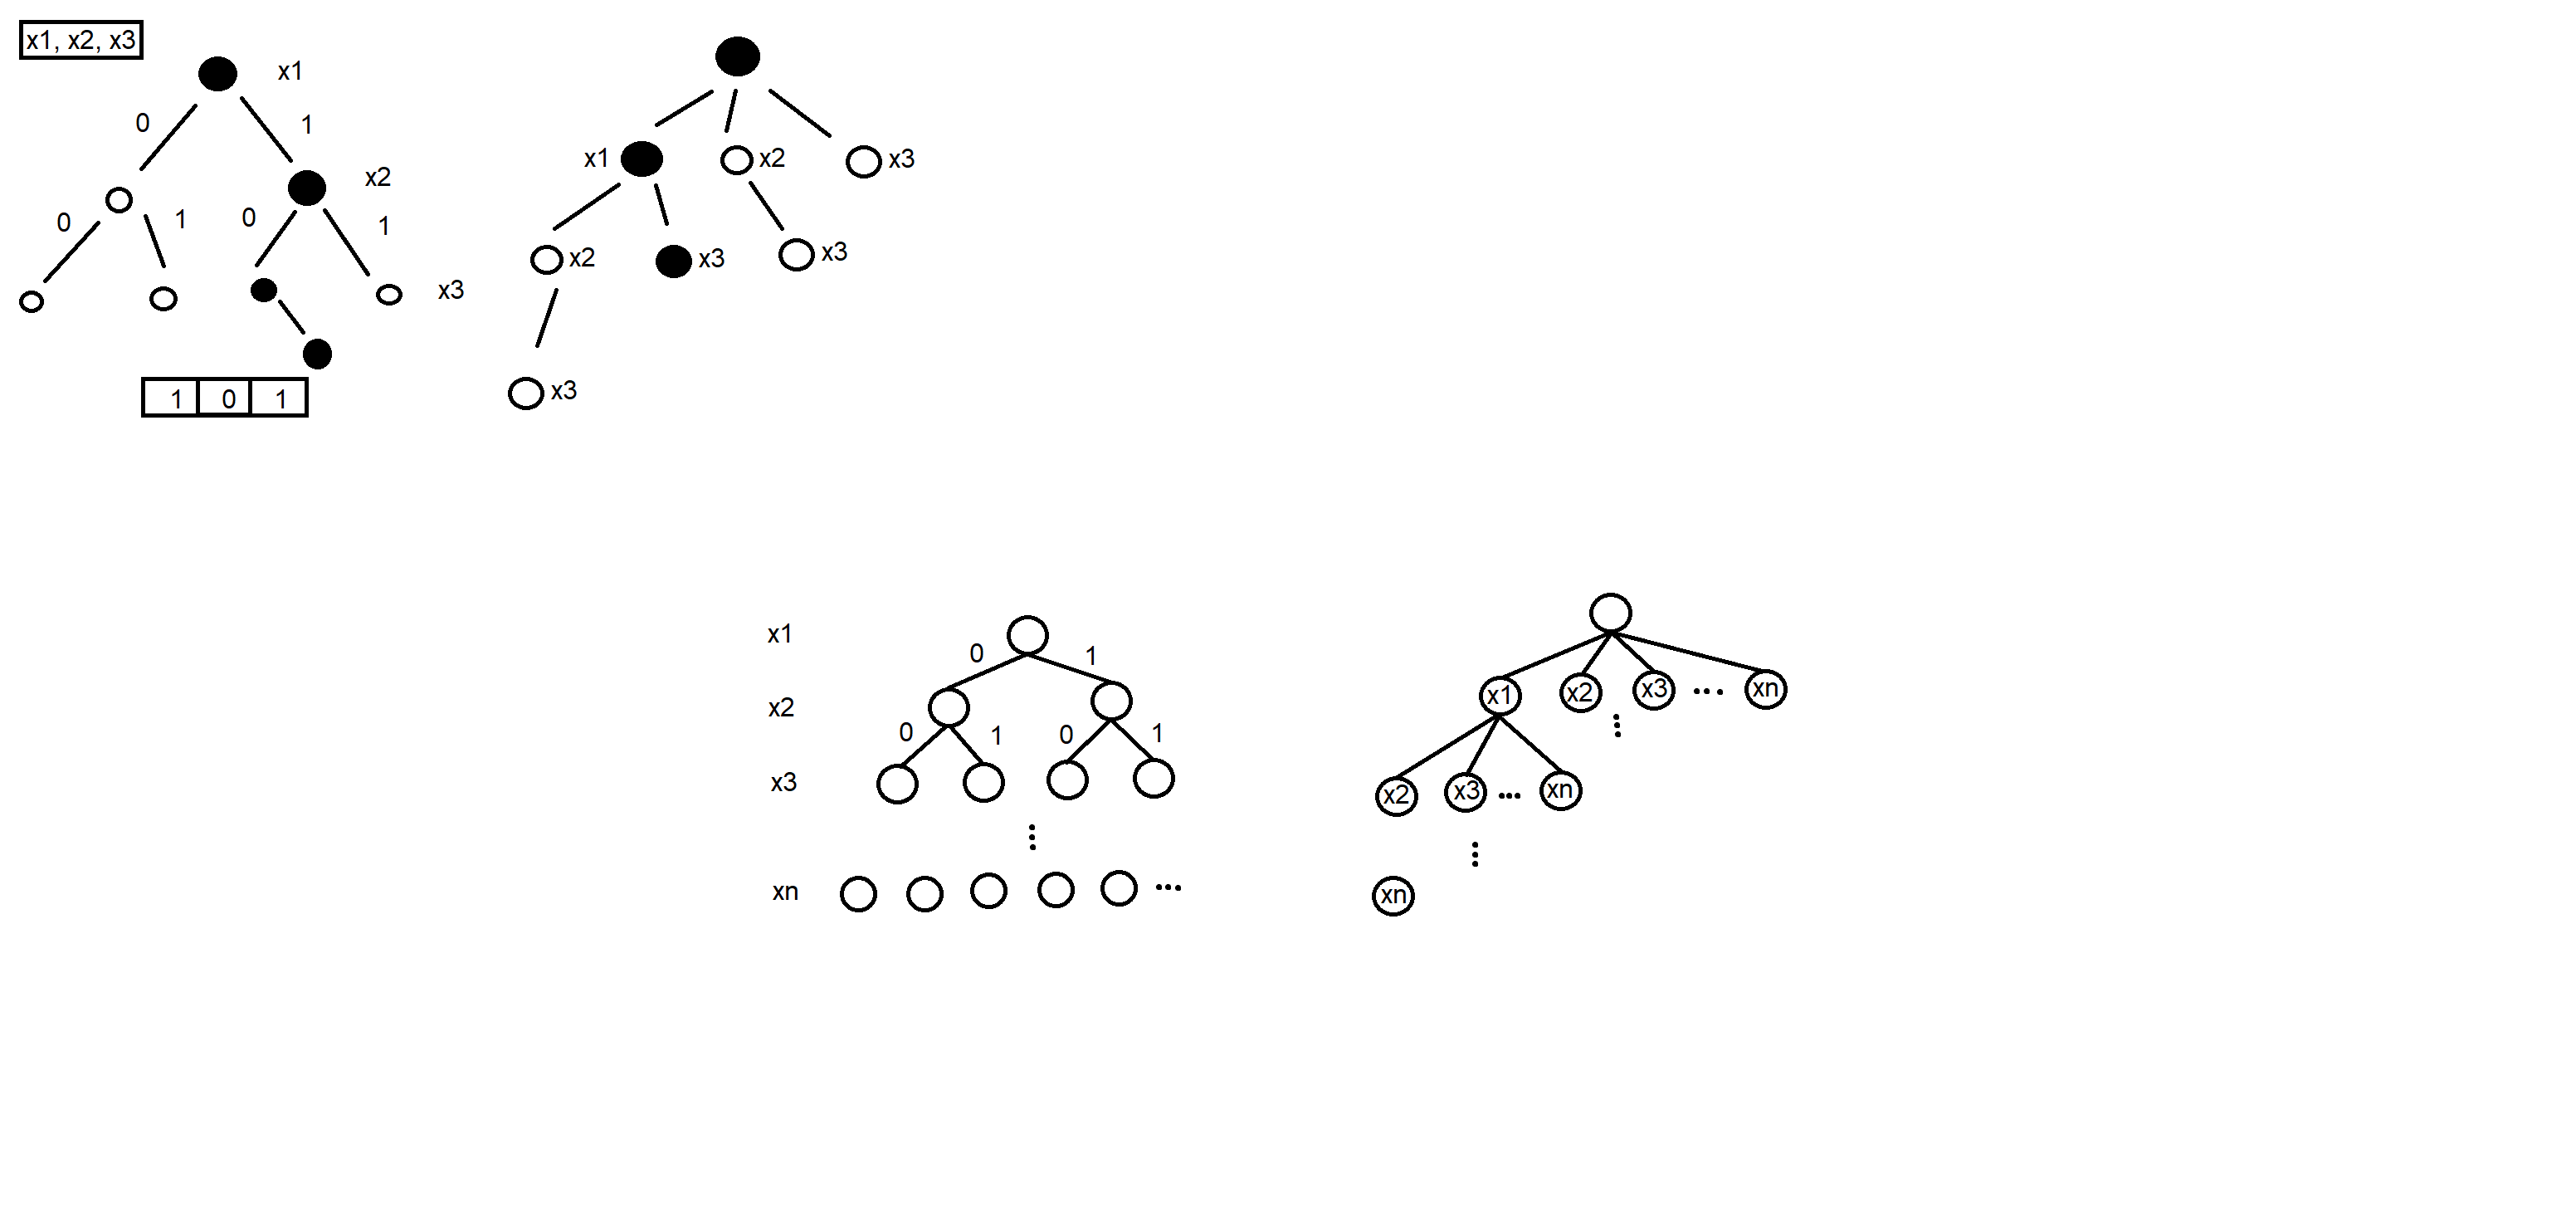 x1, x2, x3
x1
0 1
x2
0 1 0 1
x3
1 0 1
x1 x2 x3
x2 x3 x3
x3
x1
0 1
x2
0 1 0 1
x3
xn ...
x1 x2 x3 ... xn
x2 x3 ... xn
xn